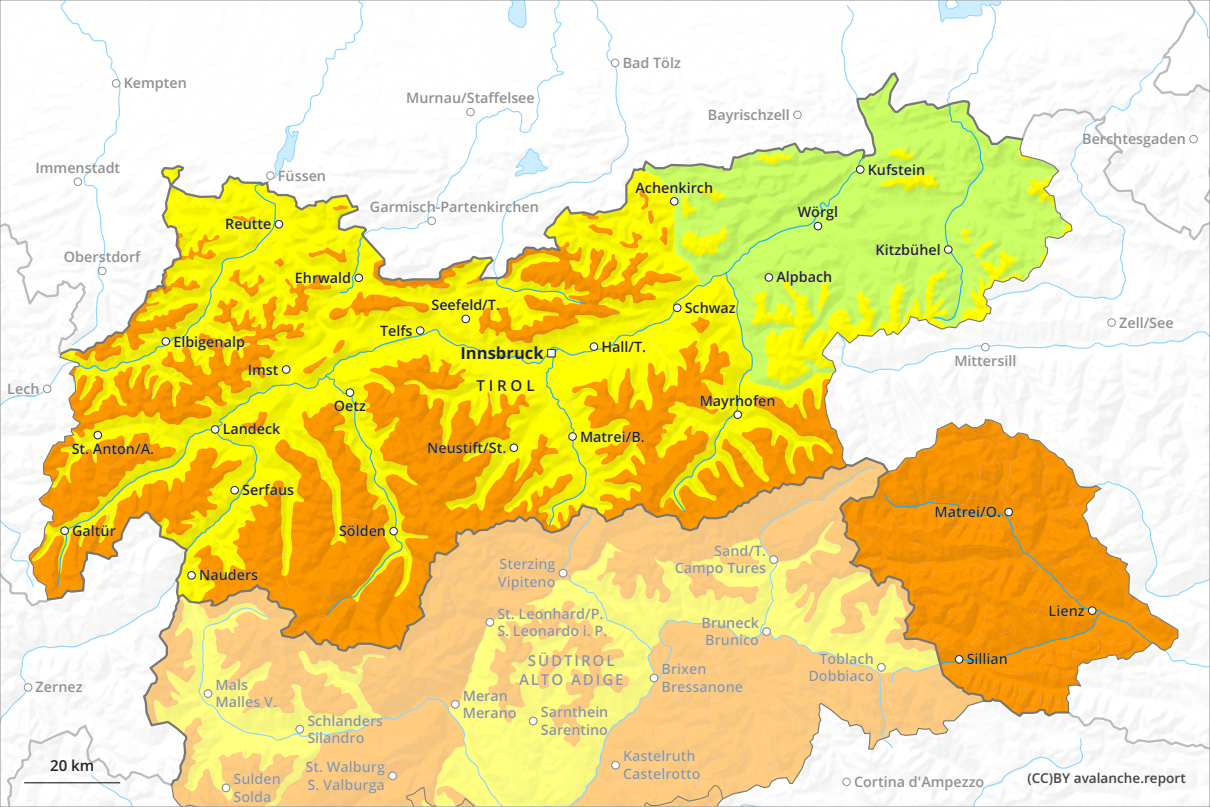 Kempten
Bad Tölz
Murnau/Staffelsee
Bayrischzell
Berchtesgaden
Immenstadt
Füssen
Kufstein
Achenkirch
Garmisch-Partenkirchen
Wörgl
Reutte
Oberstdorf
Kitzbühel
Ehrwald
Alpbach
Seefeld/T.
Schwaz
Zell/See
Telfs
Elbigenalp
Innsbruck
Hall/T.
Mittersill
Imst
TIROL
Lech
Oetz
Mayrhofen
Landeck
Matrei/B.
St. Anton/A.
Neustift/St.
Serfaus
Matrei/O.
Galtür
Sölden
Sand/T.
Campo Tures
Sterzing
Vipiteno
Nauders
Lienz
St. Leonhard/P.
S. Leonardo i. P.
Bruneck
Brunico
SÜDTIROL
ALTO ADIGE
Toblach
Dobbiaco
Sillian
Brixen
Bressanone
Zernez
Mals
Malles V.
Meran
Merano
Sarnthein
Sarentino
Schlanders
Silandro
Kastelruth
Castelrotto
St. Walburg
S. Valburga
20 km
Sulden
Solda
Cortina d'Ampezzo
(CC)BY avalanche.report